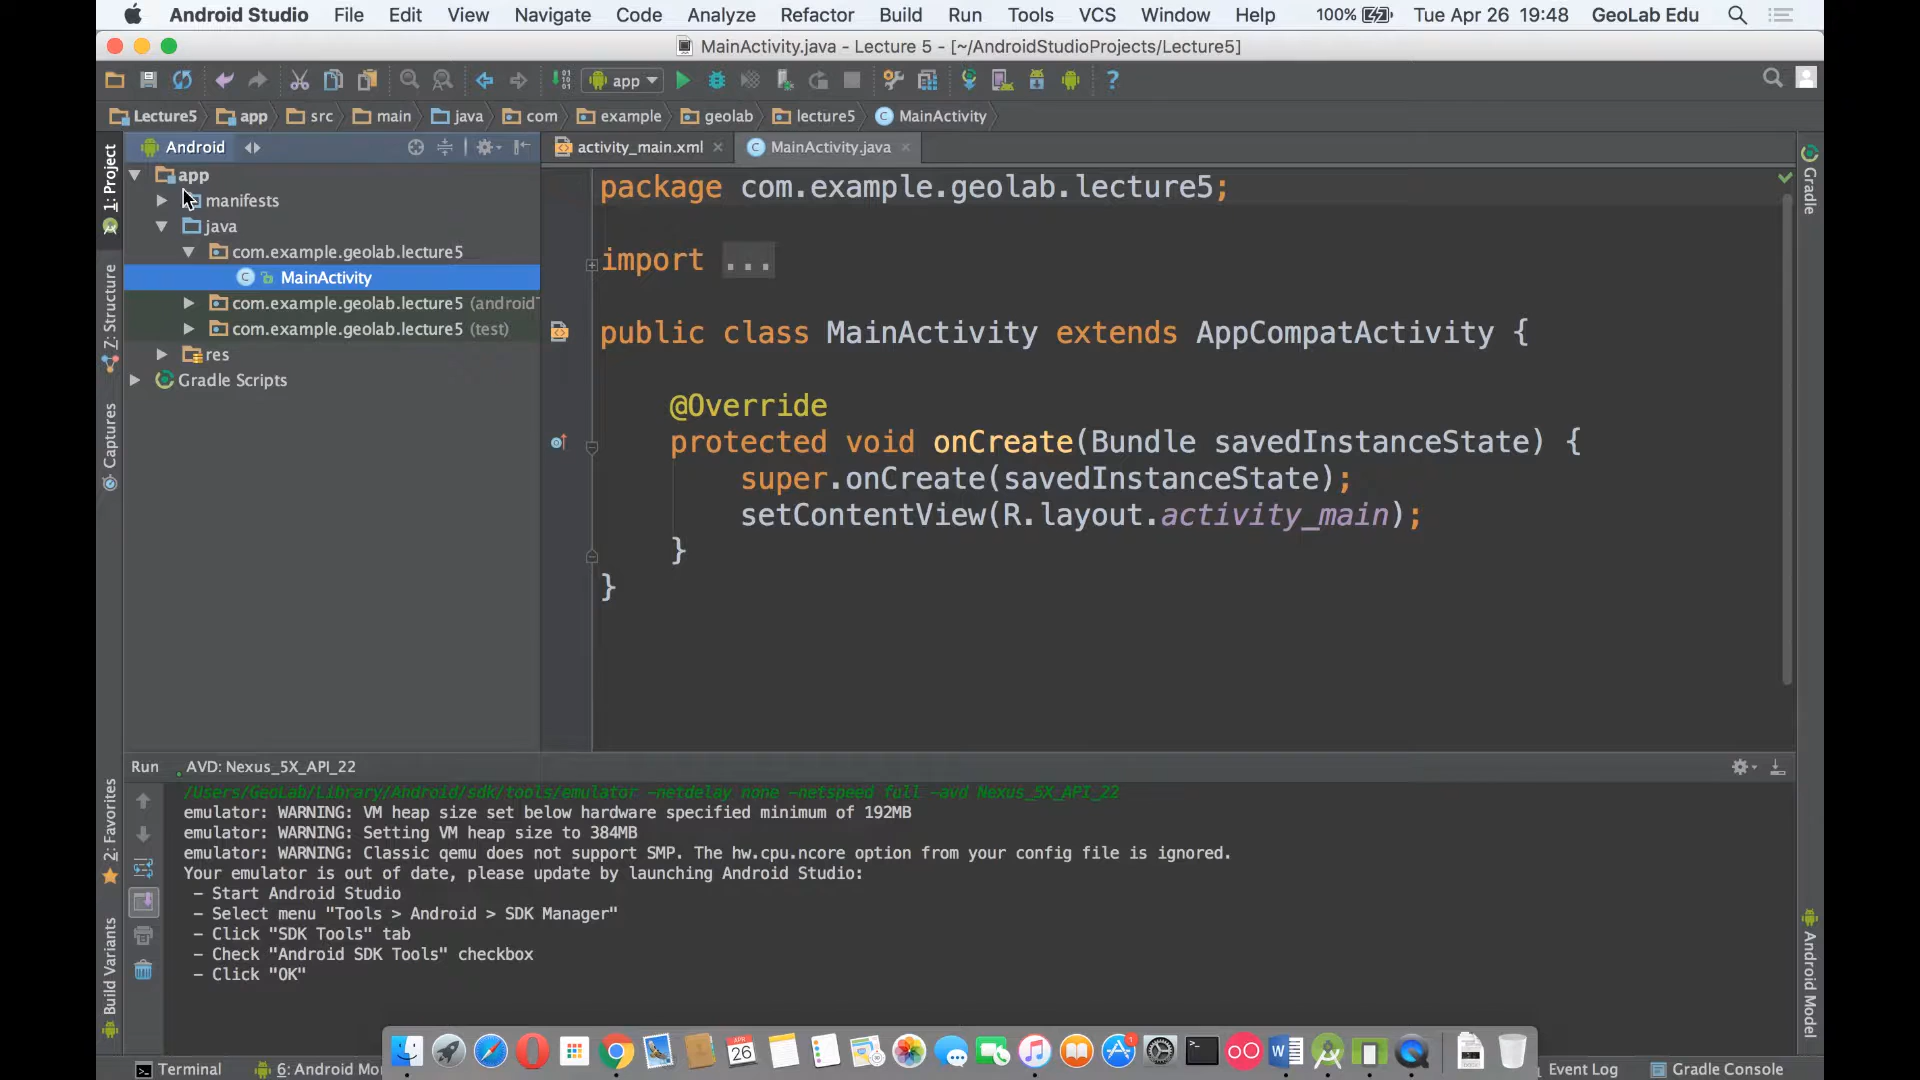 Android Studio File Edit View Navigate Code Analyze Refactor Build Run Tools VCS Window Help 100% Tue Apr 26 19:48 GeoLab Edu
MainActivity.java - Lecture 5 - [~/AndroidStudioProjects/Lecture5]
app
Lecture5 app src main java com example geolab lecture5 MainActivity
1: Project
Z: Structure
Captures
2: Favorites
Build Variants
Android
app
manifests
java
com.example.geolab.lecture5
MainActivity
com.example.geolab.lecture5 (androidT
com.example.geolab.lecture5 (test)
res
Gradle Scripts
activity_main.xml MainActivity.java
package com.example.geolab.lecture5;
import ...
public class MainActivity extends AppCompatActivity {
@Override
protected void onCreate(Bundle savedInstanceState) {
super.onCreate(savedInstanceState);
setContentView(R.layout.activity_main);
}
}
Gradle
Android Model
Run AVD: Nexus_5X_API_22
/Users/GeoLab/Library/Android/sdk/tools/emulator -netdelay none -netspeed full -avd Nexus_5X_API_22
emulator: WARNING: VM heap size set below hardware specified minimum of 192MB
emulator: WARNING: Setting VM heap size to 384MB
emulator: WARNING: Classic qemu does not support SMP. The hw.cpu.ncore option from your config file is ignored.
Your emulator is out of date, please update by launching Android Studio:
- Start Android Studio
- Select menu "Tools > Android > SDK Manager"
- Click "SDK Tools" tab
- Check "Android SDK Tools" checkbox
- Click "OK"
Terminal 6: Android Mo Event Log Gradle Console
26
1